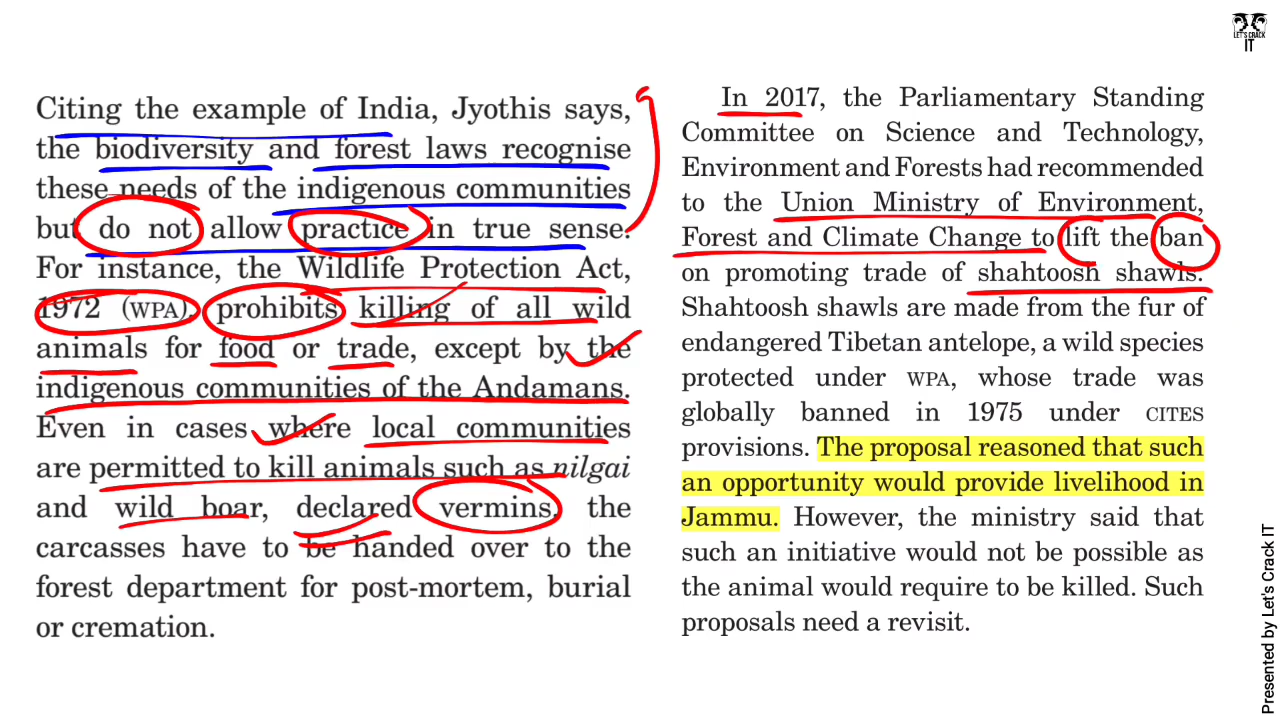 LET'S CRACK
IT
Citing the example of India, Jyothis says,
the biodiversity and forest laws recognise
these needs of the indigenous communities
but do not allow practice in true sense.
For instance, the Wildlife Protection Act,
1972 (WPA), prohibits killing of all wild
animals for food or trade, except by the
indigenous communities of the Andamans.
Even in cases where local communities
are permitted to kill animals such as nilgai
and wild boar, declared vermins, the
carcasses have to be handed over to the
forest department for post-mortem, burial
or cremation.
In 2017, the Parliamentary Standing
Committee on Science and Technology,
Environment and Forests had recommended
to the Union Ministry of Environment,
Forest and Climate Change to lift the ban
on promoting trade of shahtoosh shawls.
Shahtoosh shawls are made from the fur of
endangered Tibetan antelope, a wild species
protected under WPA, whose trade was
globally banned in 1975 under CITES
provisions. The proposal reasoned that such
an opportunity would provide livelihood in
Jammu. However, the ministry said that
such an initiative would not be possible as
the animal would require to be killed. Such
proposals need a revisit.
Presented by Let's Crack IT